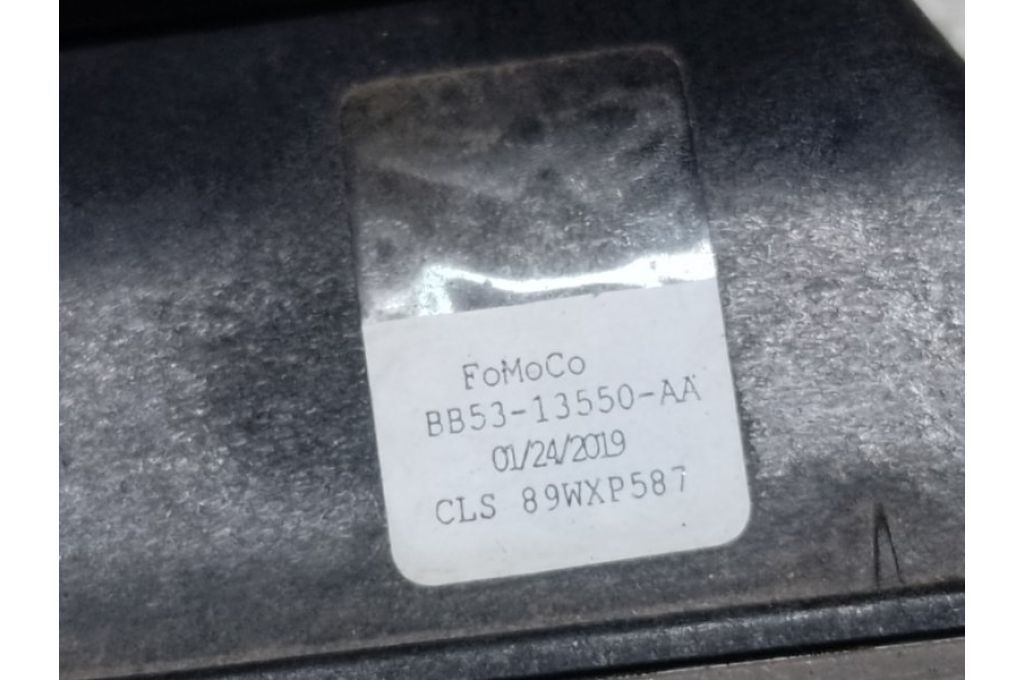 FoMoCo
BB53-13550-AA
01/24/2019
CLS 89WXP587